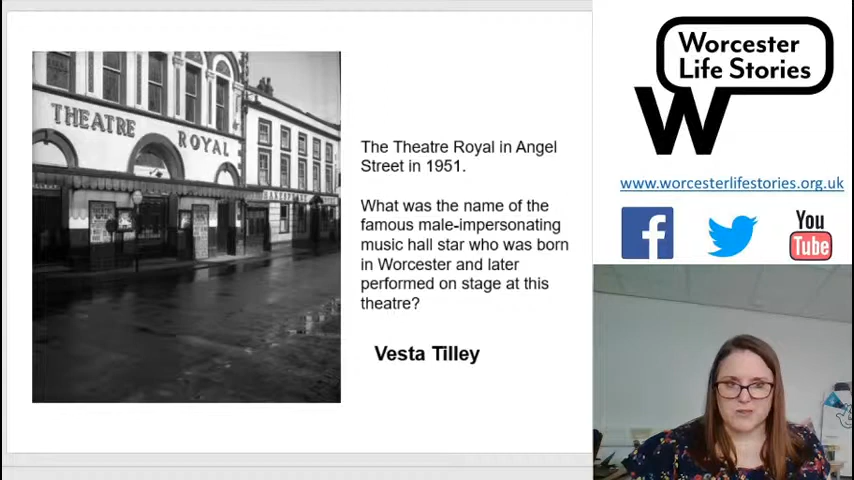 THEATRE ROYAL
The Theatre Royal in Angel
Street in 1951.
What was the name of the
famous male-impersonating
music hall star who was born
in Worcester and later
performed on stage at this
theatre?
Vesta Tilley
Worcester
Life Stories
W
www.worcesterlifestories.org.uk
f
You
Tube